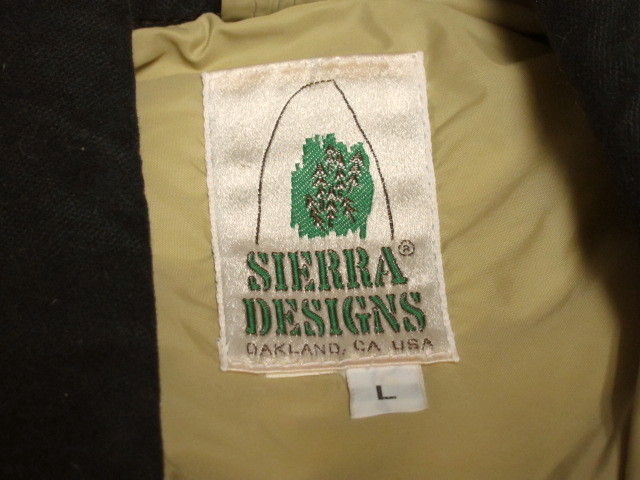 SIERRA®
DESIGNS
OAKLAND, CA USA
L